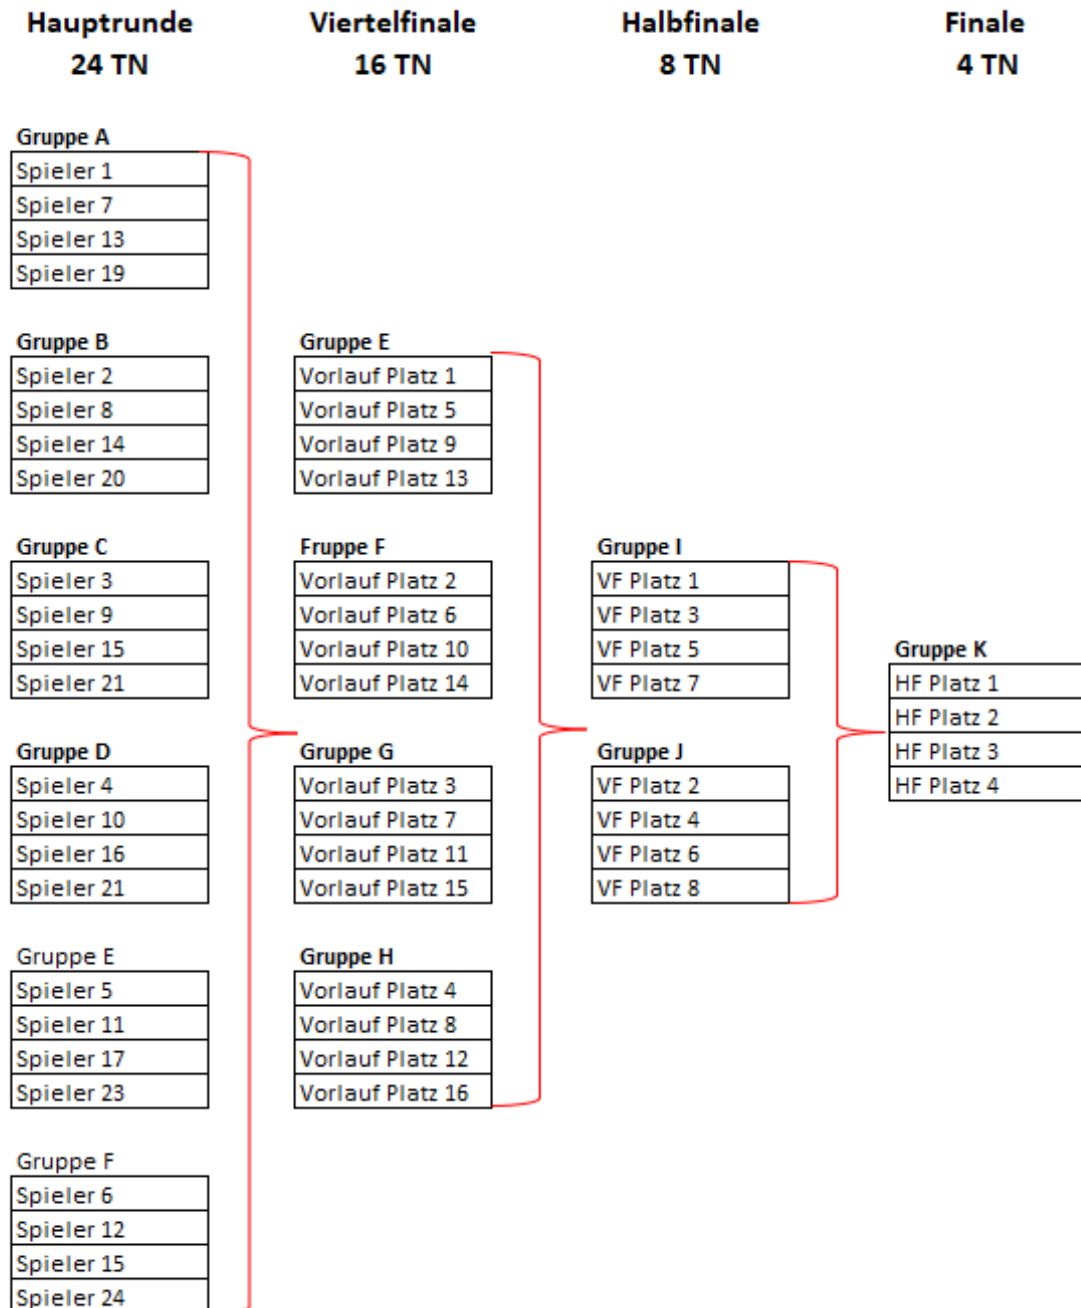 Hauptrunde
24 TN
Viertelfinale
16 TN
Halbfinale
8 TN
Finale
4 TN
Gruppe A
Spieler 1
Spieler 7
Spieler 13
Spieler 19
Gruppe B
Spieler 2
Spieler 8
Spieler 14
Spieler 20
Gruppe C
Spieler 3
Spieler 9
Spieler 15
Spieler 21
Gruppe D
Spieler 4
Spieler 10
Spieler 16
Spieler 21
Gruppe E
Spieler 5
Spieler 11
Spieler 17
Spieler 23
Gruppe F
Spieler 6
Spieler 12
Spieler 15
Spieler 24
Gruppe E
Vorlauf Platz 1
Vorlauf Platz 5
Vorlauf Platz 9
Vorlauf Platz 13
Fruppe F
Vorlauf Platz 2
Vorlauf Platz 6
Vorlauf Platz 10
Vorlauf Platz 14
Gruppe G
Vorlauf Platz 3
Vorlauf Platz 7
Vorlauf Platz 11
Vorlauf Platz 15
Gruppe H
Vorlauf Platz 4
Vorlauf Platz 8
Vorlauf Platz 12
Vorlauf Platz 16
Gruppe I
VF Platz 1
VF Platz 3
VF Platz 5
VF Platz 7
Gruppe J
VF Platz 2
VF Platz 4
VF Platz 6
VF Platz 8
Gruppe K
HF Platz 1
HF Platz 2
HF Platz 3
HF Platz 4